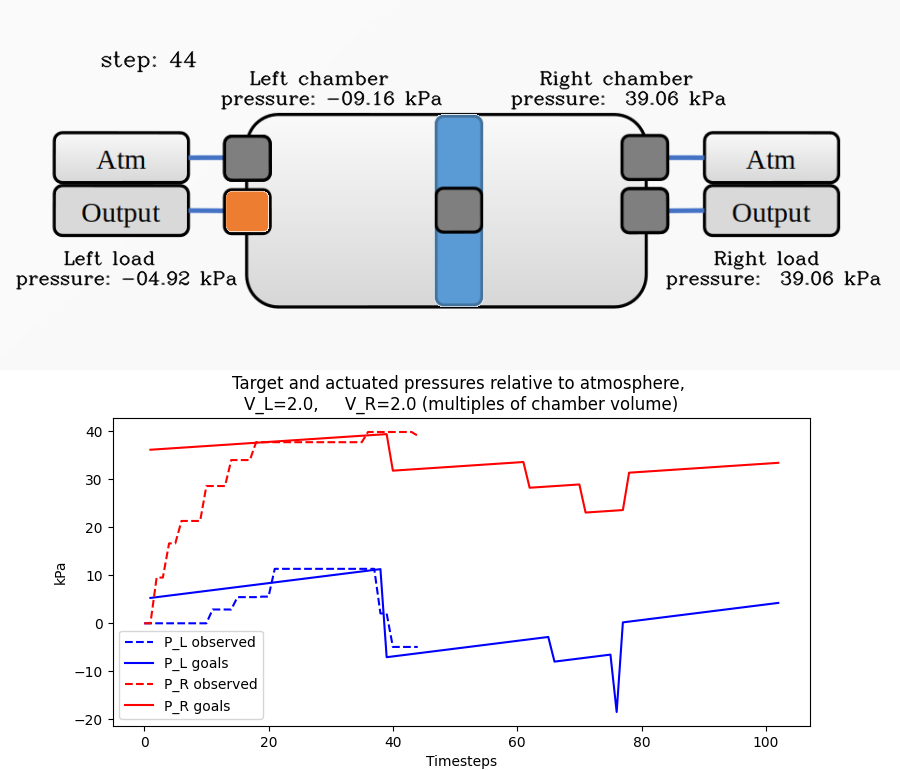 step: 44
Left chamber
pressure: −09.16 kPa
Right chamber
pressure:  39.06 kPa
Atm
Output
Atm
Output
Left load
pressure: −04.92 kPa
Right load
pressure:  39.06 kPa
Target and actuated pressures relative to atmosphere,
V_L=2.0,     V_R=2.0 (multiples of chamber volume)
40
30
20
10
0
−10
−20
kPa
P_L observed
P_L goals
P_R observed
P_R goals
0 20 40 60 80 100
Timesteps